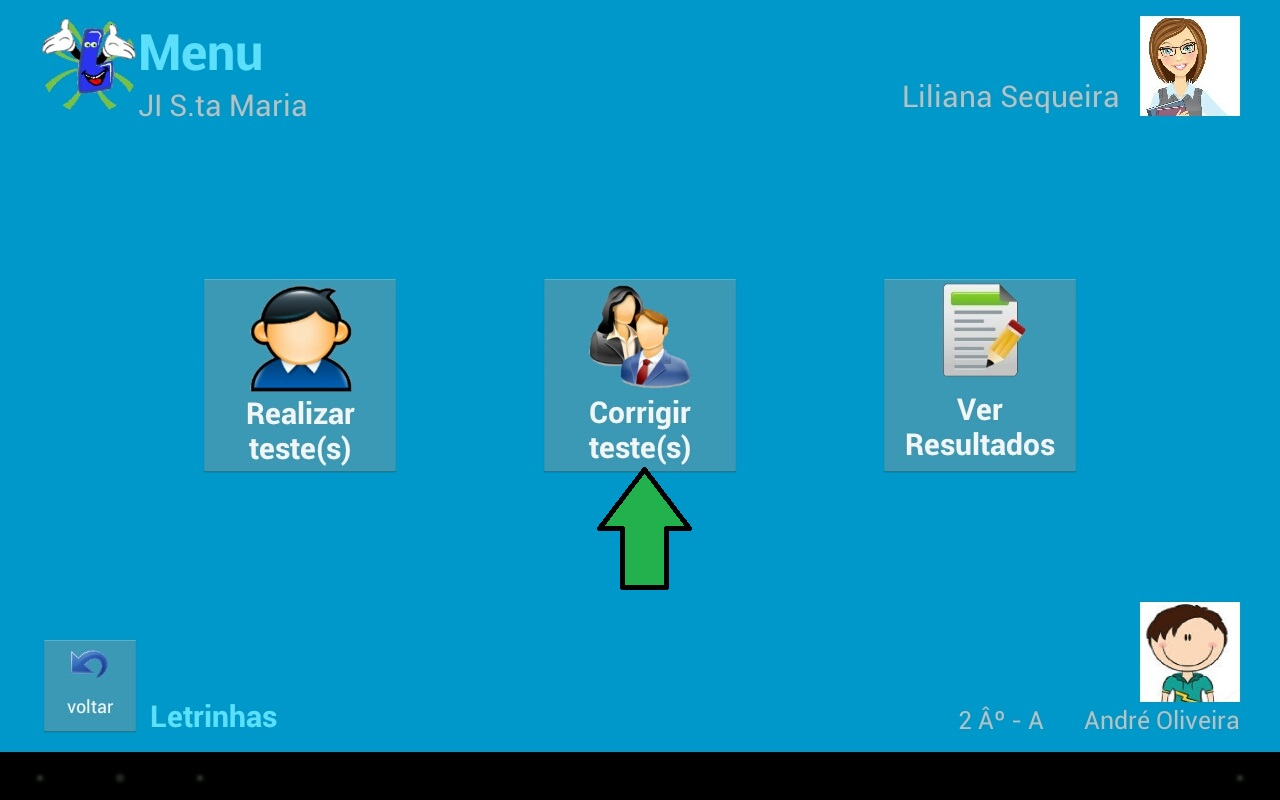 Menu
JI S.ta Maria
Liliana Sequeira
Realizar
teste(s)
Corrigir
teste(s)
Ver
Resultados
voltar
Letrinhas
2 Âº - A
André Oliveira